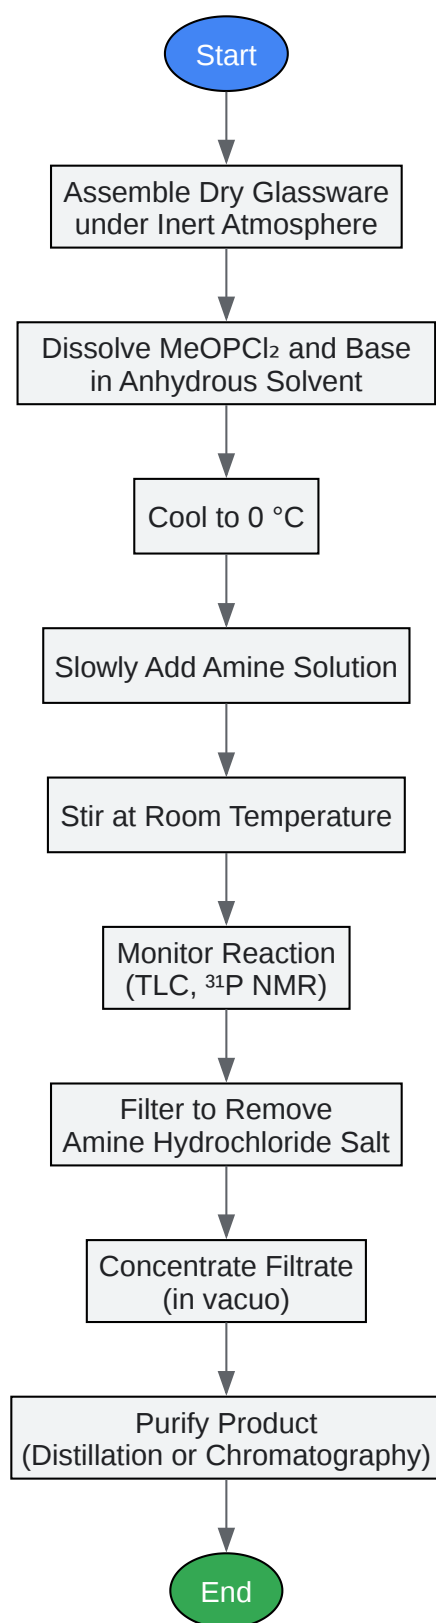 Start
Assemble Dry Glassware
under Inert Atmosphere
Dissolve MeOPCl₂ and Base
in Anhydrous Solvent
Cool to 0 °C
Slowly Add Amine Solution
Stir at Room Temperature
Monitor Reaction
(TLC, ³¹P NMR)
Filter to Remove
Amine Hydrochloride Salt
Concentrate Filtrate
(in vacuo)
Purify Product
(Distillation or Chromatography)
End